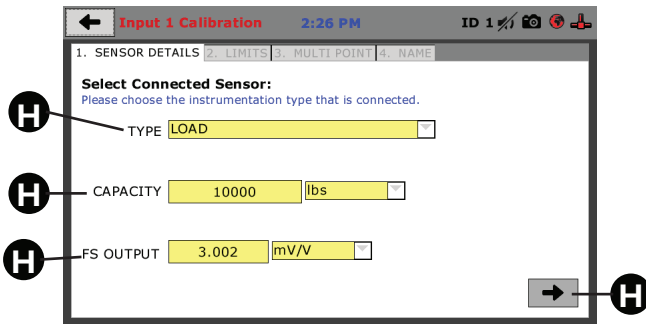 Input 1 Calibration 2:26 PM ID 1
1. SENSOR DETAILS 2. LIMITS 3. MULTI POINT 4. NAME
Select Connected Sensor:
Please choose the instrumentation type that is connected.
H TYPE LOAD
H CAPACITY 10000 lbs
H FS OUTPUT 3.002 mV/V
H